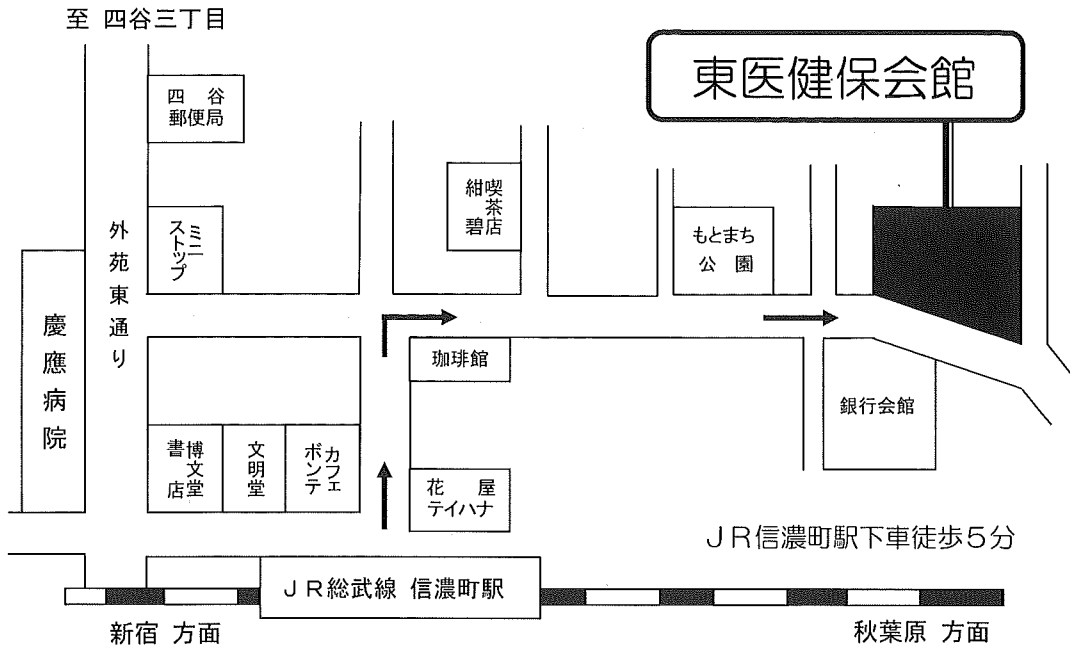 至 四谷三丁目
東医健保会館
四 谷
郵便局
喫茶店
紺碧
ミニ
ストップ
外苑東通り
もとまち
公 園
慶應病院
珈琲館
銀行会館
博文堂
書店
文明堂
カフェ
ボンテ
花 屋
テイハナ
ＪＲ信濃町駅下車徒歩５分
ＪＲ総武線 信濃町駅
新宿 方面
秋葉原 方面